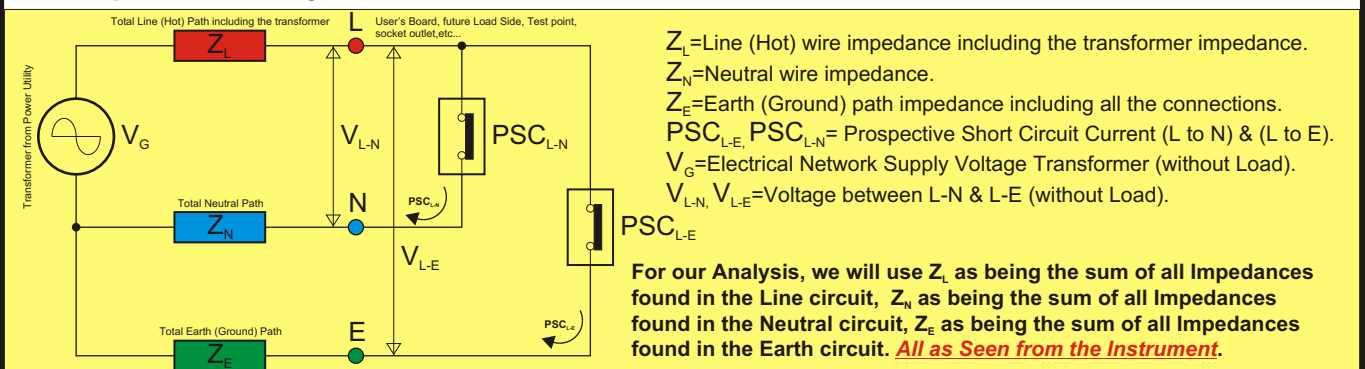 Total Line (Hot) Path including the transformer
Z_L
L
User's Board, future Load Side, Test point,
socket outlet,etc...
Transformer from Power Utility
V_G
V_L-N
PSC_L-N
Total Neutral Path
Z_N
N
PSC_L-N
V_L-E
PSC_L-E
Total Earth (Ground) Path
Z_E
E
PSC_L-E
Z_L=Line (Hot) wire impedance including the transformer impedance.
Z_N=Neutral wire impedance.
Z_E=Earth (Ground) path impedance including all the connections.
PSC_L-E, PSC_L-N= Prospective Short Circuit Current (L to N) & (L to E).
V_G=Electrical Network Supply Voltage Transformer (without Load).
V_L-N, V_L-E=Voltage between L-N & L-E (without Load).
For our Analysis, we will use Z_L as being the sum of all Impedances
found in the Line circuit, Z_N as being the sum of all Impedances
found in the Neutral circuit, Z_E as being the sum of all Impedances
found in the Earth circuit. All as Seen from the Instrument.